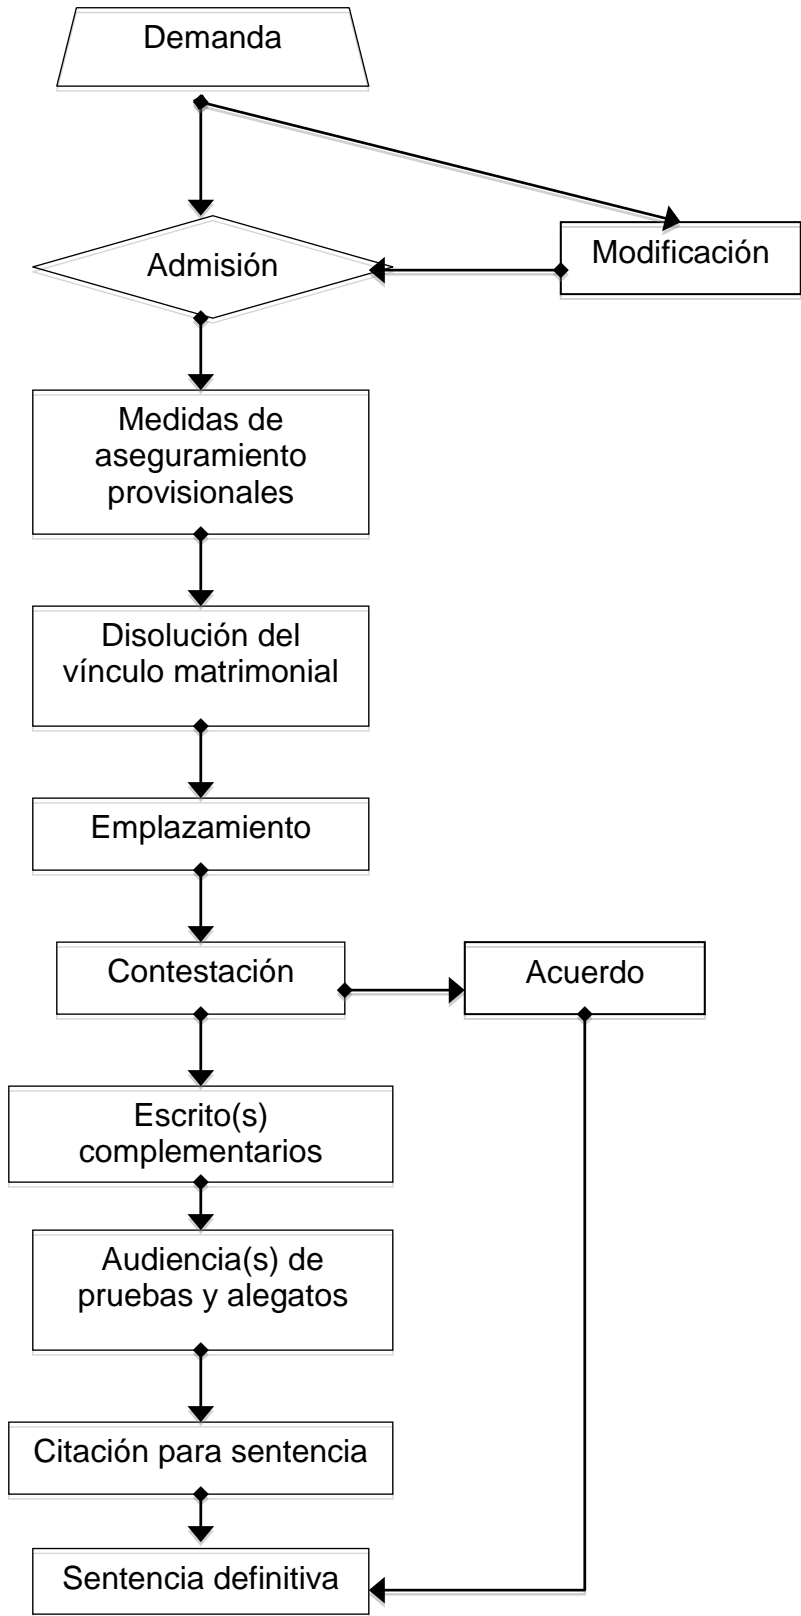 Demanda
Admisión
Modificación
Medidas de
aseguramiento
provisionales
Disolución del
vínculo matrimonial
Emplazamiento
Contestación
Acuerdo
Escrito(s)
complementarios
Audiencia(s) de
pruebas y alegatos
Citación para sentencia
Sentencia definitiva